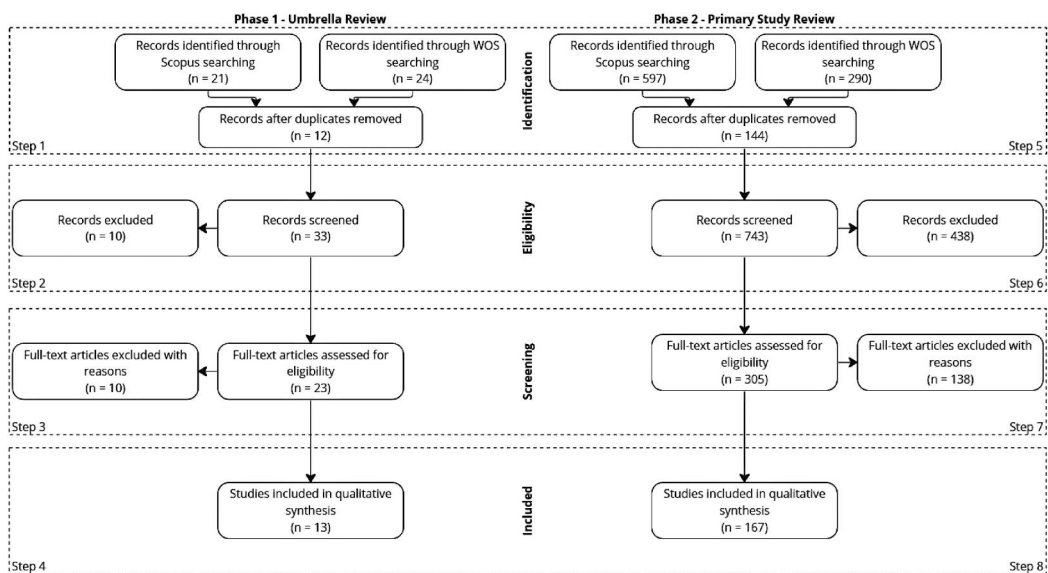 Phase 1 - Umbrella Review
Phase 2 - Primary Study Review
Records identified through
Scopus searching
(n = 21)
Records identified through WOS
searching
(n = 24)
Records after duplicates removed
(n = 12)
Step 1
Identification
Records identified through
Scopus searching
(n = 597)
Records identified through WOS
searching
(n = 290)
Records after duplicates removed
(n = 144)
Step 5
Records excluded
(n = 10)
Records screened
(n = 33)
Step 2
Eligibility
Records screened
(n = 743)
Records excluded
(n = 438)
Step 6
Full-text articles excluded with
reasons
(n = 10)
Full-text articles assessed for
eligibility
(n = 23)
Step 3
Screening
Full-text articles assessed for
eligibility
(n = 305)
Full-text articles excluded with
reasons
(n = 138)
Step 7
Studies included in qualitative
synthesis
(n = 13)
Step 4
Included
Studies included in qualitative
synthesis
(n = 167)
Step 8